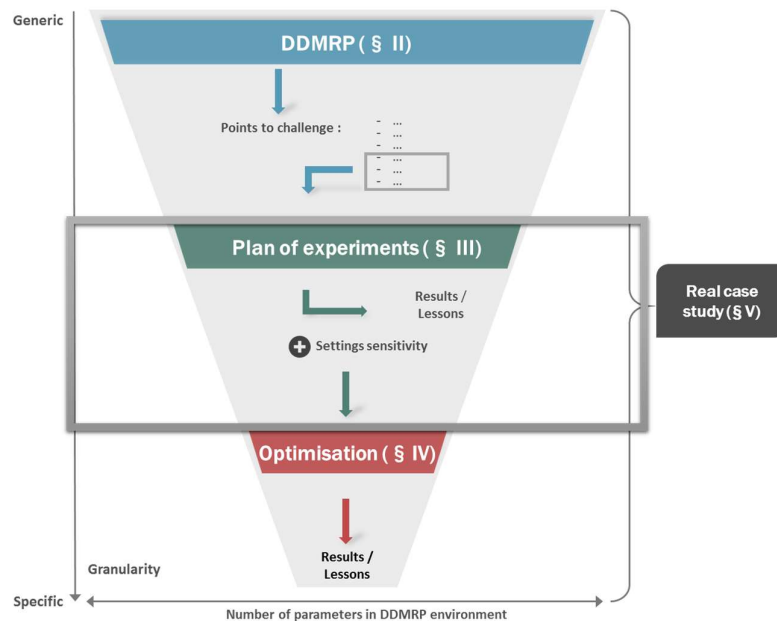 Generic
DDMRP ( § II)
Points to challenge :
- ...
- ...
- ...
- ...
- ...
- ...
Plan of experiments ( § III)
Results /
Lessons
Settings sensitivity
Real case
study (§ V)
Optimisation ( § IV)
Results /
Lessons
Granularity
Specific
Number of parameters in DDMRP environment